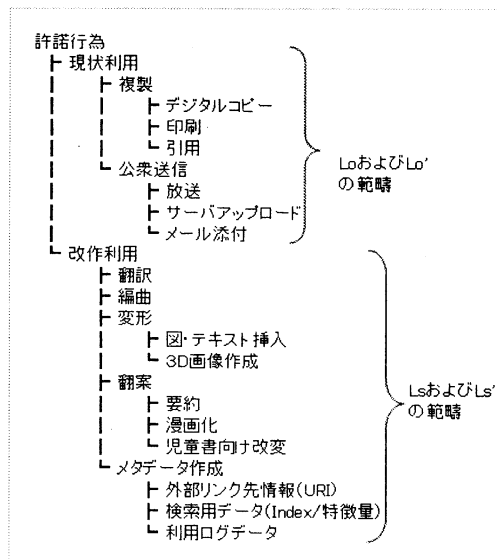 許諾行為
現状利用
複製
デジタルコピー
印刷
引用
公衆送信
放送
サーバアップロード
メール添付
LoおよびLo'
の範疇
改作利用
翻訳
編曲
変形
図・テキスト挿入
3D画像作成
翻案
要約
漫画化
児童書向け改変
メタデータ作成
外部リンク先情報(URI)
検索用データ(Index/特徴量)
利用ログデータ
LsおよびLs'
の範疇